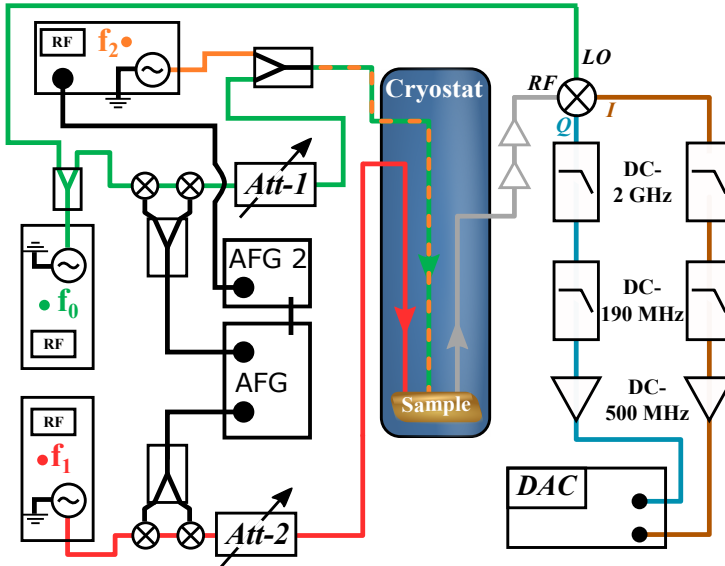 RF
f2
Cryostat
RF
LO
Q
I
Att-1
DC-
2 GHz
AFG 2
f0
RF
DC-
190 MHz
AFG
RF
f1
Sample
DC-
500 MHz
Att-2
DAC